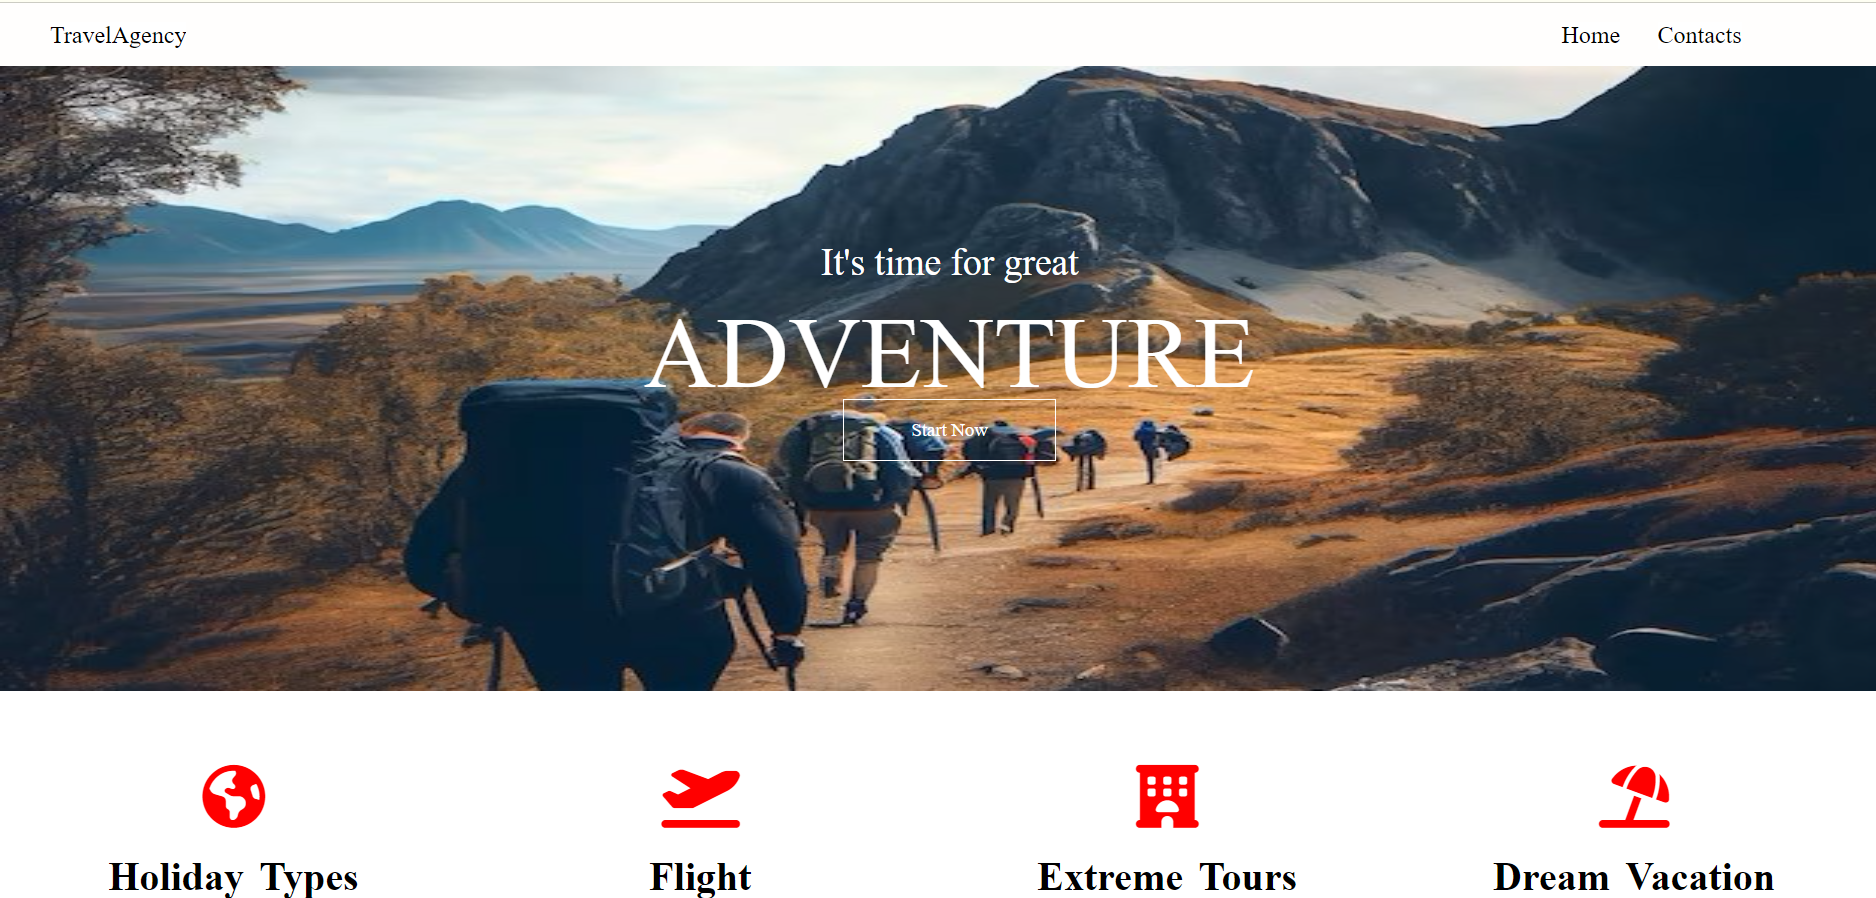 TravelAgency Home Contacts
It's time for great
ADVENTURE
Start Now
Holiday Types Flight Extreme Tours Dream Vacation